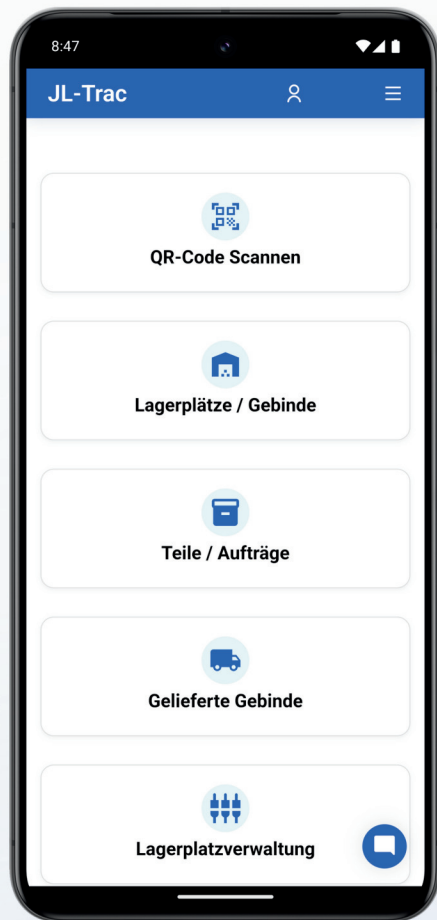 8:47
JL-Trac
QR-Code Scannen
Lagerplätze / Gebinde
Teile / Aufträge
Gelieferte Gebinde
Lagerplatzverwaltung